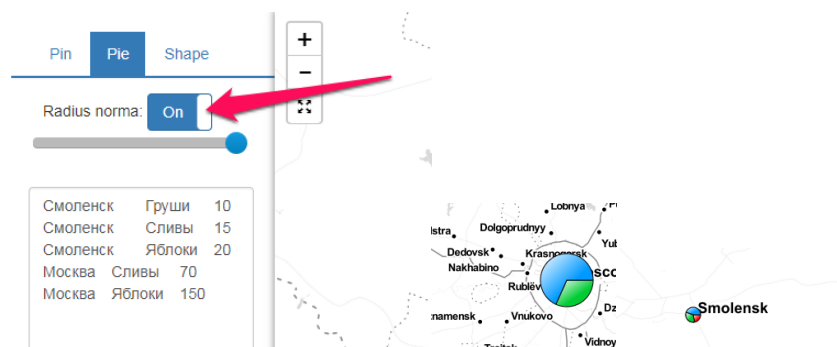 Pin Pie Shape
+
−
Radius norma: On
Смоленск Груши 10
Смоленск Сливы 15
Смоленск Яблоки 20
Москва Сливы 70
Москва Яблоки 150
Lobnya
Dolgoprudnyy
Dedovsk
Krasnogorsk
Nakhabino
Vnukovo
Smolensk